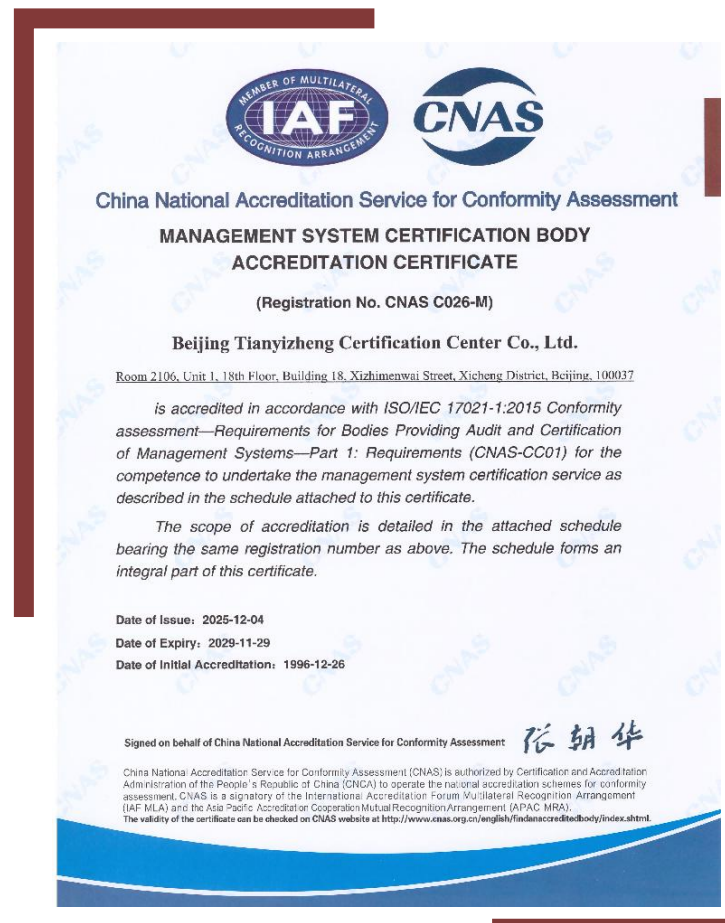 MEMBER OF MULTILATERAL
IAF
RECOGNITION ARRANGEMENT
CNAS
China National Accreditation Service for Conformity Assessment
MANAGEMENT SYSTEM CERTIFICATION BODY
ACCREDITATION CERTIFICATE
(Registration No. CNAS C026-M)
Beijing Tianyizheng Certification Center Co., Ltd.
Room 2106, Unit 1, 18th Floor, Building 18, Xizhimenwai Street, Xicheng District, Beijing, 100037
is accredited in accordance with ISO/IEC 17021-1:2015 Conformity
assessment—Requirements for Bodies Providing Audit and Certification
of Management Systems—Part 1: Requirements (CNAS-CC01) for the
competence to undertake the management system certification service as
described in the schedule attached to this certificate.
The scope of accreditation is detailed in the attached schedule
bearing the same registration number as above. The schedule forms an
integral part of this certificate.
Date of Issue: 2025-12-04
Date of Expiry: 2029-11-29
Date of Initial Accreditation: 1996-12-26
Signed on behalf of China National Accreditation Service for Conformity Assessment 张朝华
China National Accreditation Service for Conformity Assessment (CNAS) is authorized by Certification and Accreditation
Administration of the People's Republic of China (CNCA) to operate the national accreditation schemes for conformity
assessment. CNAS is a signatory of the International Accreditation Forum Multilateral Recognition Arrangement
(IAF MLA) and the Asia Pacific Accreditation Cooperation Mutual Recognition Arrangement (APAC MRA).
The validity of the certificate can be checked on CNAS website at http://www.cnas.org.cn/english/findanaccreditedbody/index.shtml.